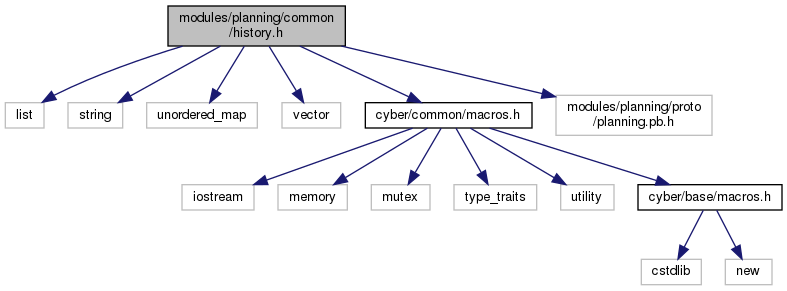 modules/planning/common
/history.h
list
string
unordered_map
vector
cyber/common/macros.h
modules/planning/proto
/planning.pb.h
iostream
memory
mutex
type_traits
utility
cyber/base/macros.h
cstdlib
new